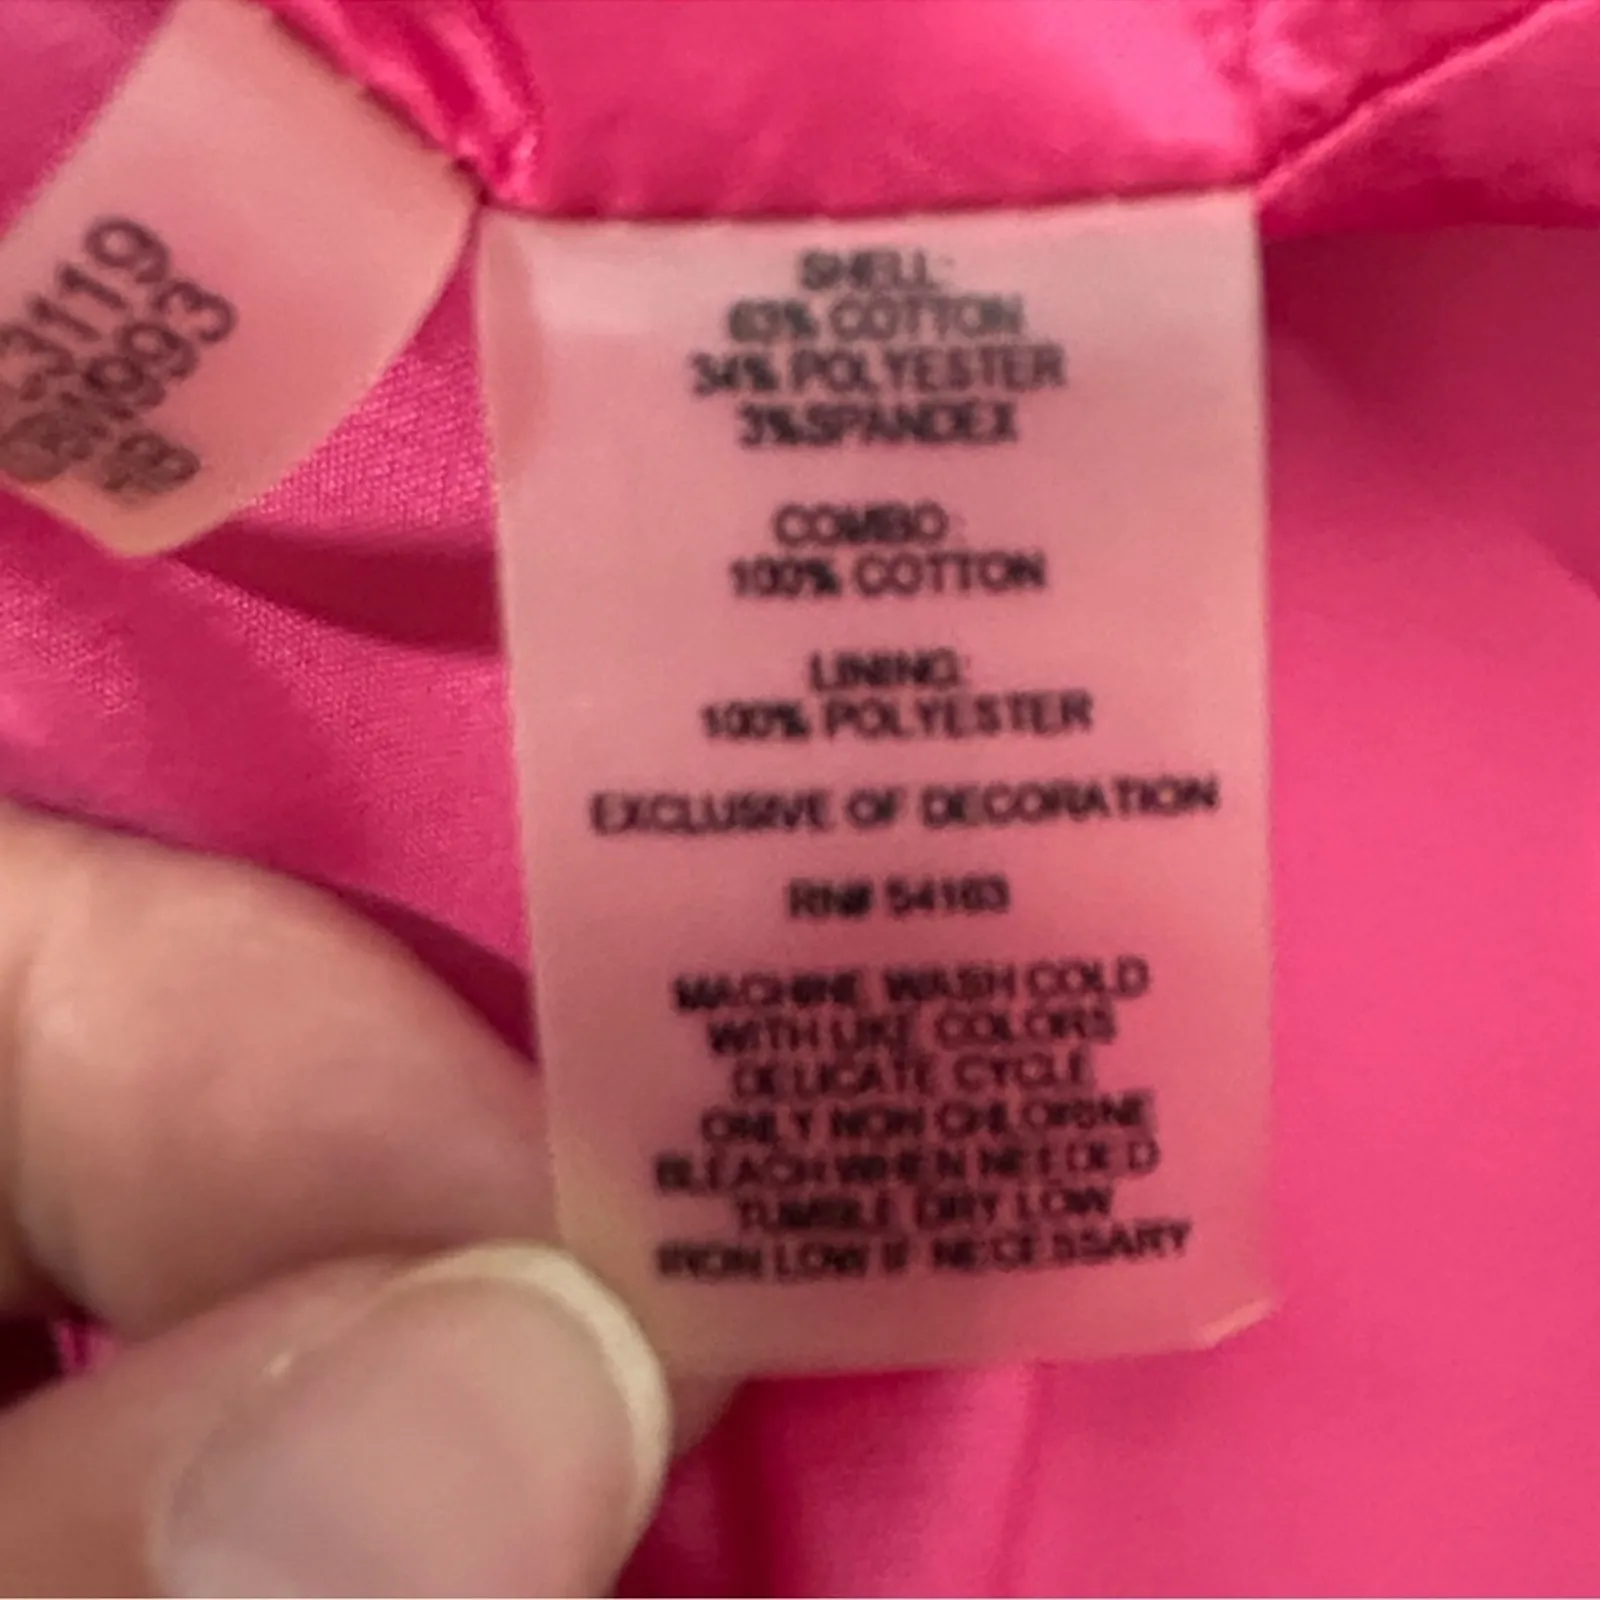 -3119
993
SHELL:
63% COTTON
34% POLYESTER
3%SPANDEX
COMBO:
100% COTTON
LINING:
100% POLYESTER
EXCLUSIVE OF DECORATION
RN# 54163
MACHINE WASH COLD
WITH LIKE COLORS
DELICATE CYCLE
ONLY NON CHLORINE
BLEACH WHEN NEEDED
TUMBLE DRY LOW
IRON LOW IF NECESSARY